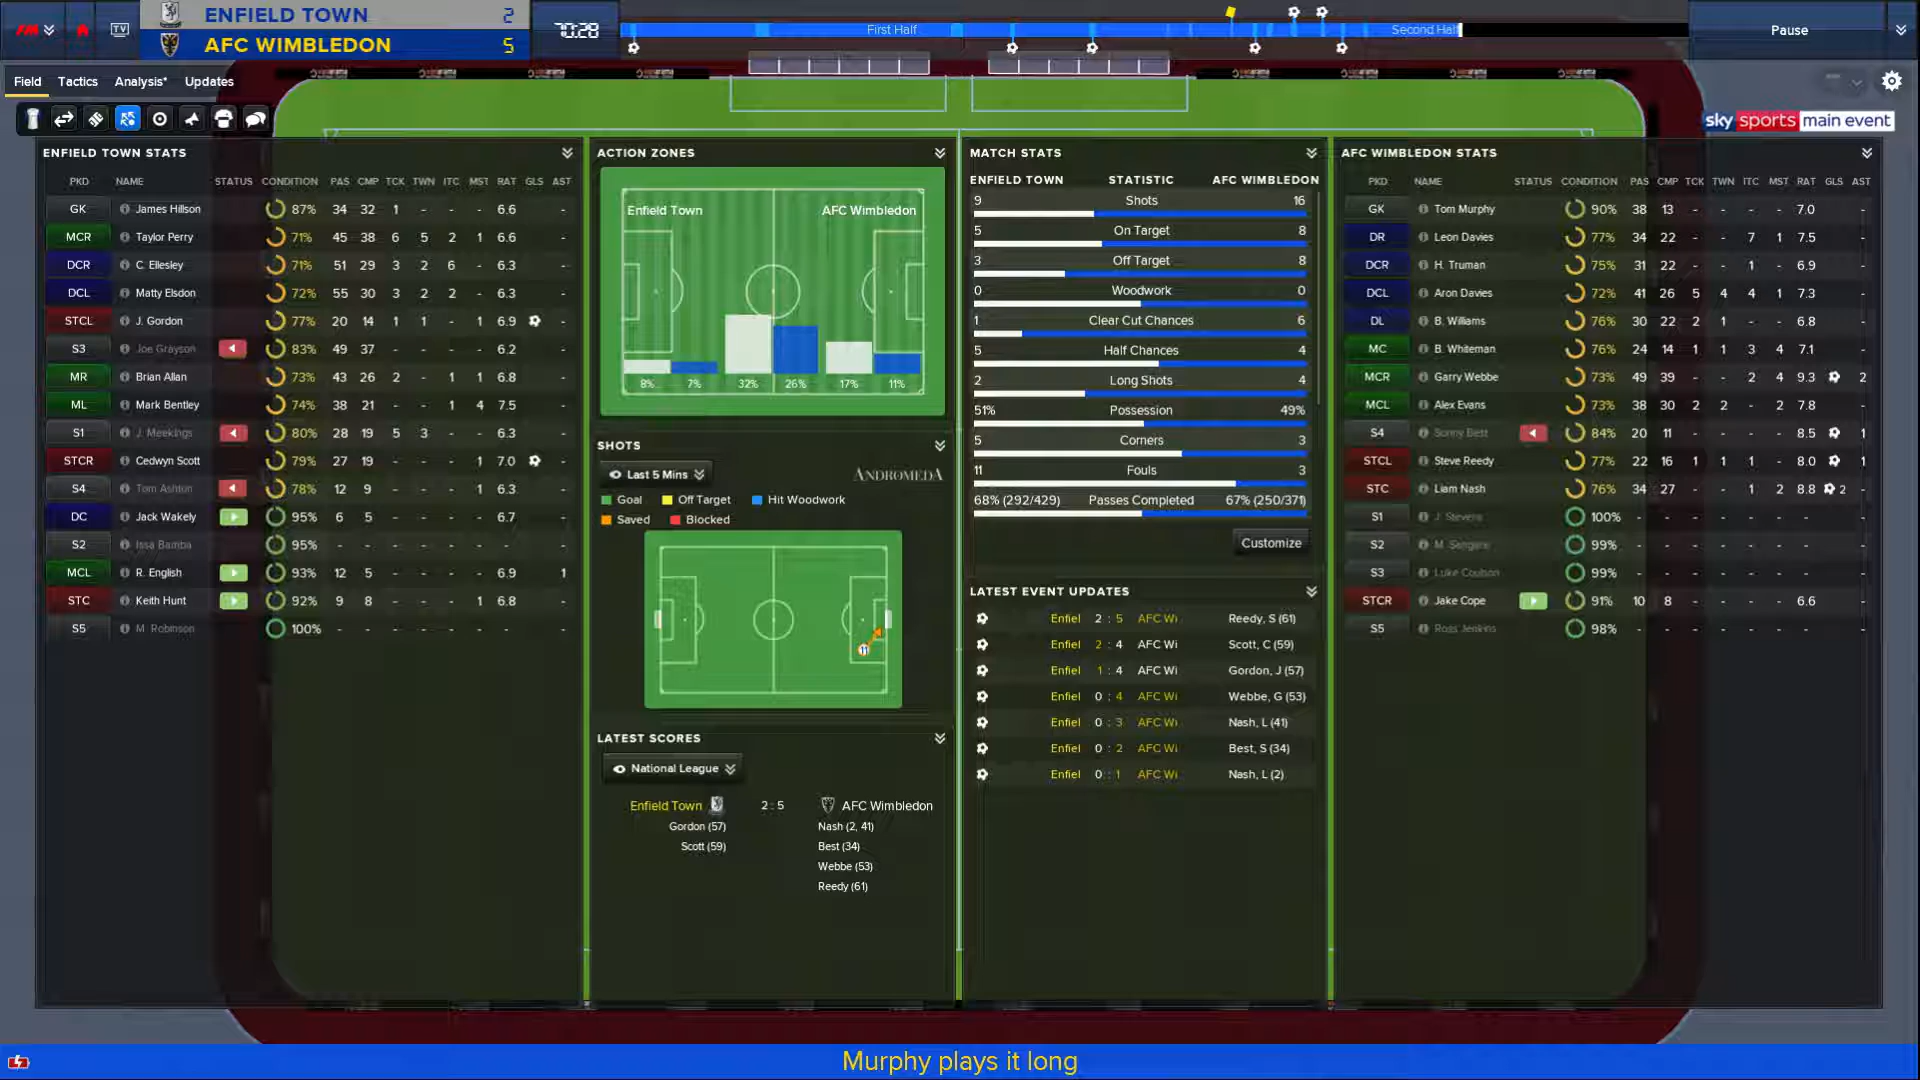 ENFIELD TOWN 2
AFC WIMBLEDON 5
70:28
First Half
Second Half
Pause
FM
TV
Field Tactics Analysis* Updates
sky sports main event
ENFIELD TOWN STATS
PKD NAME STATUS CONDITION PAS CMP TCK TWN ITC MST RAT GLS AST
GK James Hillson 87% 34 32 1 - - - 6.6 -
MCR Taylor Perry 71% 45 38 6 5 2 1 6.6 -
DCR C. Ellesley 71% 51 29 3 2 6 - 6.3 -
DCL Matty Elsdon 72% 55 30 3 2 2 - 6.3 -
STCL J. Gordon 77% 20 14 1 1 - 1 6.9 -
S3 Joe Grayson 83% 49 37 - - - - 6.2 -
MR Brian Allan 73% 43 26 2 - 1 1 6.8 -
ML Mark Bentley 74% 38 21 - - 1 4 7.5 -
S1 J. Meekings 80% 28 19 5 3 - - 6.3 -
STCR Cedwyn Scott 79% 27 19 - - - 1 7.0 -
S4 Tom Ashton 78% 12 9 - - - 1 6.3 -
DC Jack Wakely 95% 6 5 - - - - 6.7 -
S2 Issa Bamba 95% - - - - - - - -
MCL R. English 93% 12 5 - - - - 6.9 1
STC Keith Hunt 92% 9 8 - - - 1 6.8 -
S5 M. Robinson 100% - - - - - - - -
ACTION ZONES
Enfield Town AFC Wimbledon
8% 7% 32% 26% 17% 11%
SHOTS
Last 5 Mins
ANDROMEDA
Goal Off Target Hit Woodwork
Saved Blocked
11
LATEST SCORES
National League
Enfield Town 2 : 5 AFC Wimbledon
Gordon (57) Nash (2, 41)
Scott (59) Best (34)
Webbe (53)
Reedy (61)
MATCH STATS
ENFIELD TOWN STATISTIC AFC WIMBLEDON
9 Shots 16
5 On Target 8
3 Off Target 8
0 Woodwork 0
1 Clear Cut Chances 6
5 Half Chances 4
2 Long Shots 4
51% Possession 49%
5 Corners 3
11 Fouls 3
68% (292/429) Passes Completed 67% (250/371)
Customize
LATEST EVENT UPDATES
Enfiel 2 : 5 AFC Wi Reedy, S (61)
Enfiel 2 : 4 AFC Wi Scott, C (59)
Enfiel 1 : 4 AFC Wi Gordon, J (57)
Enfiel 0 : 4 AFC Wi Webbe, G (53)
Enfiel 0 : 3 AFC Wi Nash, L (41)
Enfiel 0 : 2 AFC Wi Best, S (34)
Enfiel 0 : 1 AFC Wi Nash, L (2)
AFC WIMBLEDON STATS
PKD NAME STATUS CONDITION PAS CMP TCK TWN ITC MST RAT GLS AST
GK Tom Murphy 90% 38 13 - - - - 7.0 -
DR Leon Davies 77% 34 22 - - 7 1 7.5 -
DCR H. Truman 75% 31 22 - - 1 - 6.9 -
DCL Aron Davies 72% 41 26 5 4 4 1 7.3 -
DL B. Williams 76% 30 22 2 1 - - 6.8 -
MC B. Whiteman 76% 24 14 1 1 3 4 7.1 -
MCR Garry Webbe 73% 49 39 - - 2 4 9.3 2
MCL Alex Evans 73% 38 30 2 2 - 2 7.8 -
S4 Sonny Best 84% 20 11 - - - - 8.5 1
STCL Steve Reedy 77% 22 16 1 1 1 - 8.0 1
STC Liam Nash 76% 34 27 - - 1 2 8.8 2 -
S1 J. Stevens 100% - - - - - - - -
S2 M. Sangare 99% - - - - - - - -
S3 Luke Coulson 99% - - - - - - - -
STCR Jake Cope 91% 10 8 - - - - 6.6 -
S5 Ross Jenkins 98% - - - - - - - -
Murphy plays it long